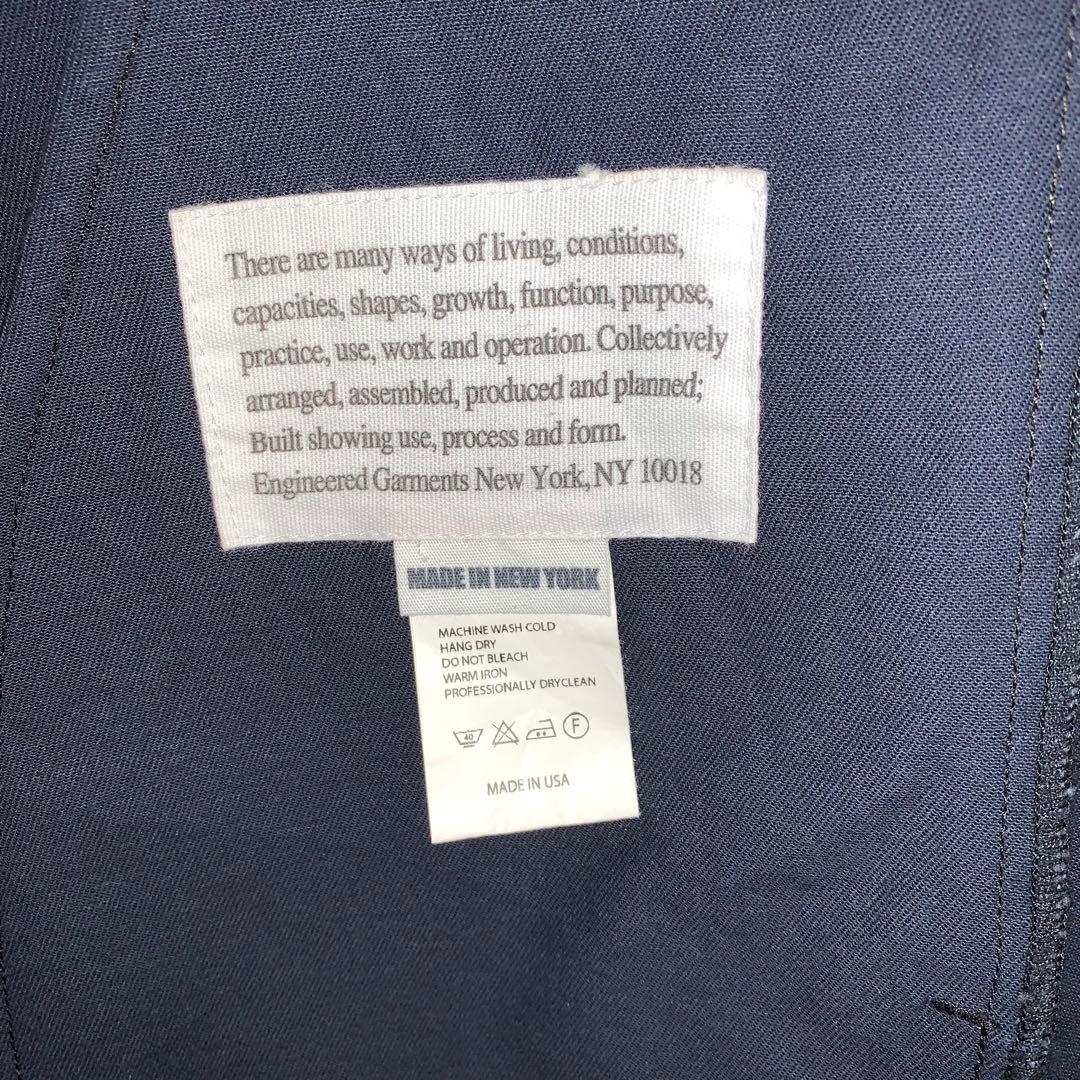 There are many ways of living, conditions,
capacities, shapes, growth, function, purpose,
practice, use, work and operation. Collectively
arranged, assembled, produced and planned;
Built showing use, process and form.
Engineered Garments New York, NY 10018
MADE IN NEW YORK
MACHINE WASH COLD
HANG DRY
DO NOT BLEACH
WARM IRON
PROFESSIONALLY DRYCLEAN
40 F
MADE IN USA